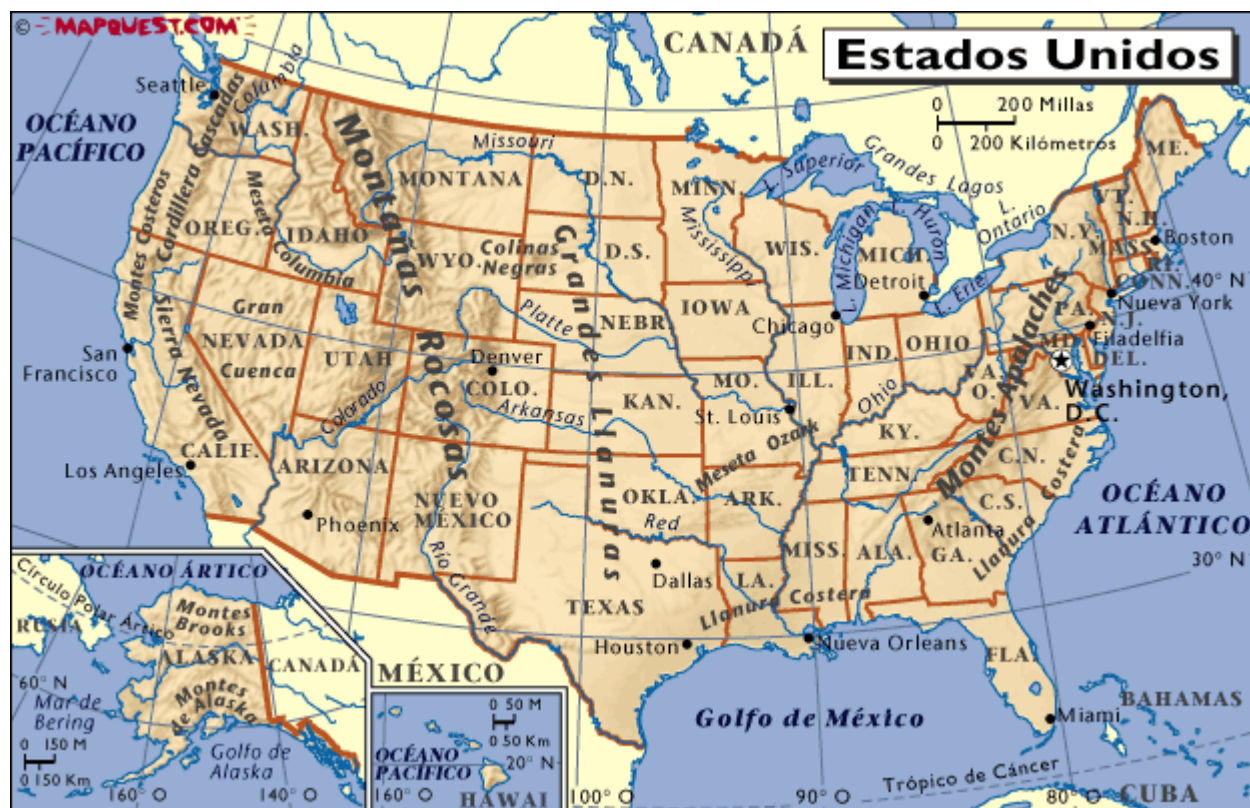 © MAPQUEST.COM
Estados Unidos
CANADÁ
0 200 Millas
0 200 Kilómetros
OCÉANO
PACÍFICO
Seattle
Columbia
WASH.
Montes Costeros
Cordillera Cascadas
OREG.
Meseta Columbia
IDAHO
Montañas Rocosas
MONTANA
Missouri
D.N.
D.S.
WYO.
Colinas
Negras
Grandes Llanuras
MINN.
Mississippi
WIS.
L. Superior
Grandes Lagos
L. Michigan
L. Hurón
L.
Ontario
L. Erie
MICH.
Detroit
ME.
VT.
N.H.
N.Y.
MASS.
Boston
RI.
CONN.
40° N
Nueva York
PA.
N.J.
Filadelfia
MD.
DEL.
Washington,
D.C.
IOWA
Chicago
NEBR.
Platte
Sierra Nevada
Gran
Cuenca
NEVADA
UTAH
San
Francisco
CALIF.
Los Angeles
Colorado
Denver
COLO.
Arkansas
KAN.
MO.
St. Louis
ILL.
IND.
OHIO
Ohio
V.A.
O.
VA.
KY.
Montes Apalaches
Meseta Ozark
TENN.
C.N.
C.S.
Llanura Costera
ARIZONA
Phoenix
NUEVO
MÉXICO
OKLA.
Red
ARK.
Atlanta
GA.
ALA.
MISS.
LA.
Llanura Costera
Dallas
TEXAS
Río Grande
Houston
Nueva Orleans
FLA.
Miami
OCÉANO
ATLÁNTICO
30° N
MÉXICO
Golfo de México
BAHAMAS
Trópico de Cáncer
CUBA
100° O
90° O
80° O
OCÉANO ÁRTICO
Círculo Polar Ártico
RUSIA
Montes
Brooks
ALASKA
CANADÁ
Montes
de Alaska
60° N
Mar de
Bering
Golfo de
Alaska
0 150 M
0 150 Km
160° O
140° O
0 50 M
0 50 Km
OCÉANO
PACÍFICO
20° N
160° O
HAWAI